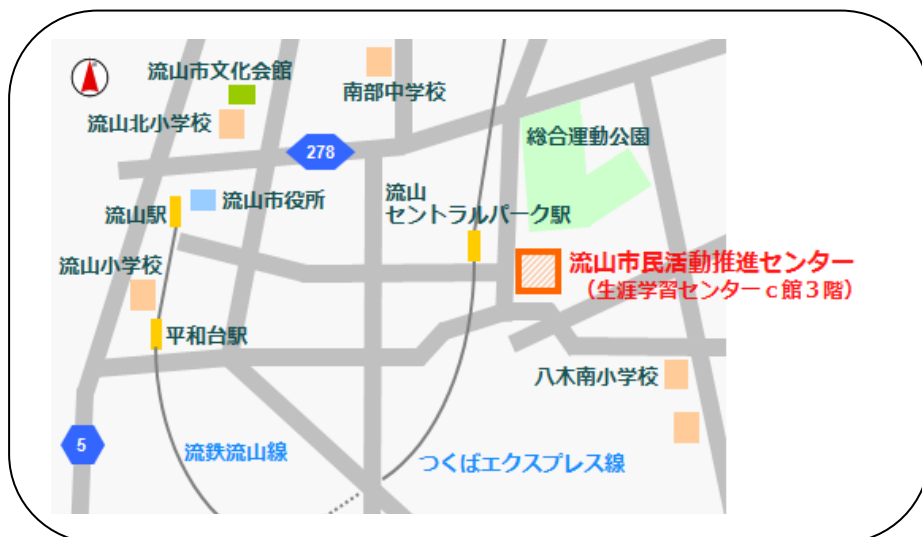 流山市文化会館
南部中学校
流山北小学校
278
総合運動公園
流山市役所
流山
セントラルパーク駅
流山駅
流山小学校
流山市民活動推進センター
(生涯学習センターｃ館３階)
平和台駅
八木南小学校
5
流鉄流山線
つくばエクスプレス線